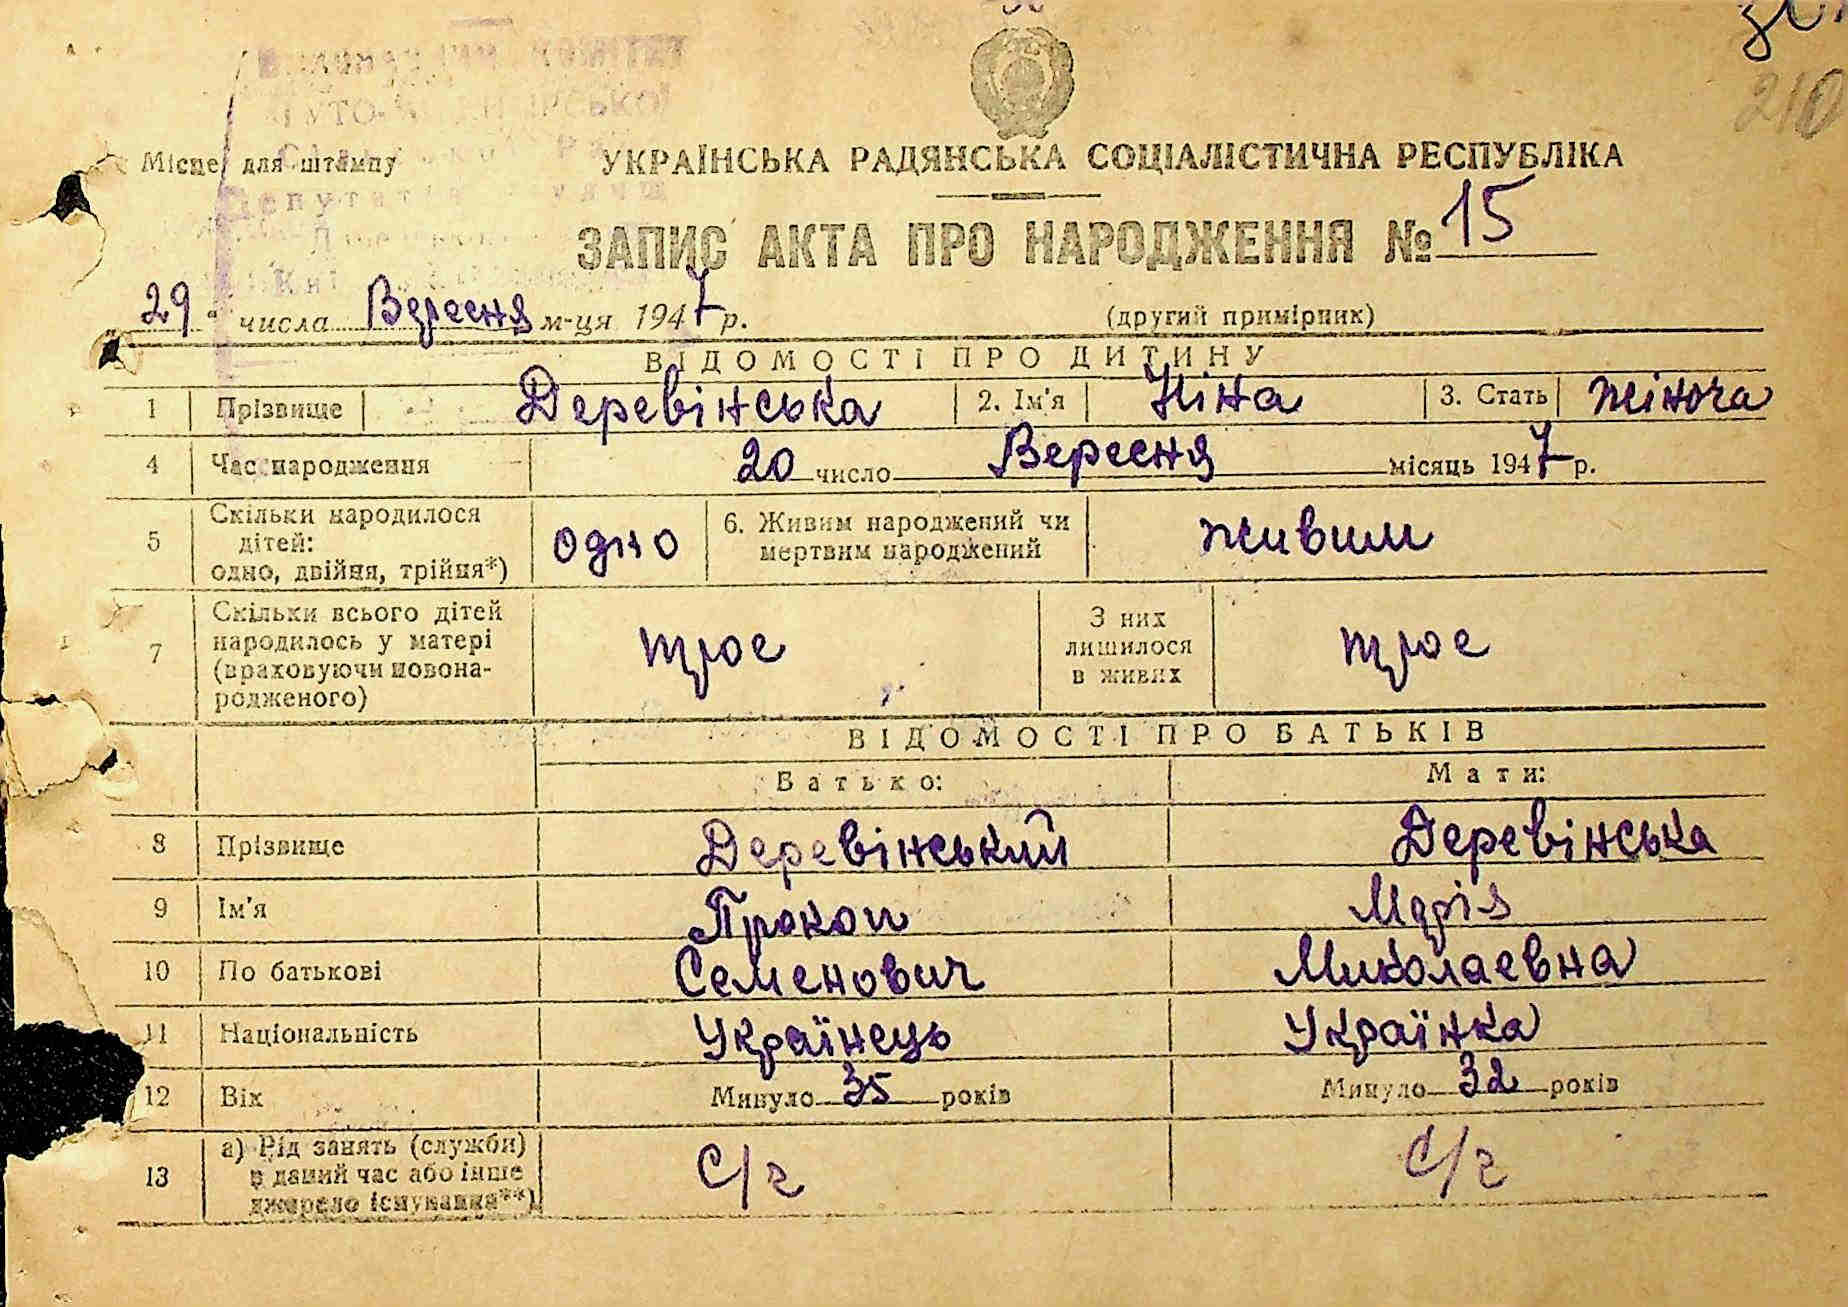 210
Місце для штампу
УКРАЇНСЬКА РАДЯНСЬКА СОЦІАЛІСТИЧНА РЕСПУБЛІКА
ЗАПИС АКТА ПРО НАРОДЖЕННЯ № 15
„29“ числа Вересня м-ця 1947 р. (другий примірник)
ВІДОМОСТІ ПРО ДИТИНУ
1 Прізвище Деревінська 2. Ім'я Ніна 3. Стать жіноча
4 Час народження 20 число Вересня місяць 1947 р.
5 Скільки народилося дітей: одно, двійня, трійня*) одно 6. Живим народжений чи мертвим народжений живим
7 Скільки всього дітей народилось у матері (враховуючи новонародженого) троє З них лишилося в живих троє
ВІДОМОСТІ ПРО БАТЬКІВ
Батько: Мати:
8 Прізвище Деревінський Деревінська
9 Ім'я Прокоп Марія
10 По батькові Семенович Миколаевна
11 Національність Українець Українка
12 Вік Минуло 35 років Минуло 32 років
13 а) Рід занять (служби) в даний час або інше джерело існування**) с/г с/г